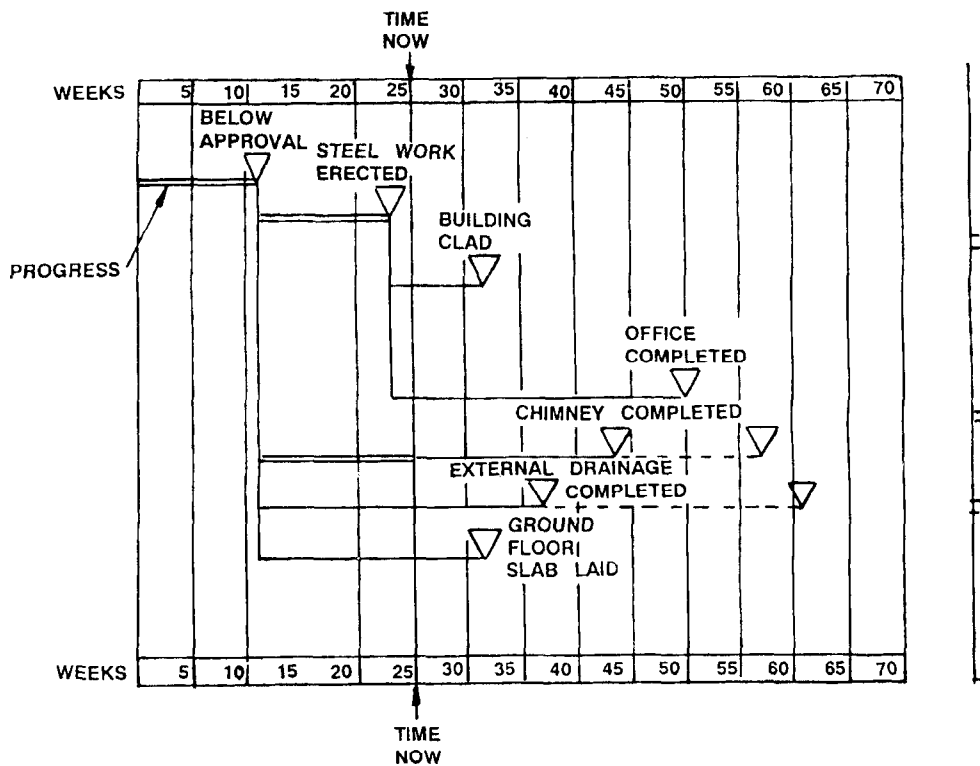 TIME
NOW
WEEKS 5 10 15 20 25 30 35 40 45 50 55 60 65 70
BELOW
APPROVAL
STEEL WORK
ERECTED
BUILDING
CLAD
PROGRESS
OFFICE
COMPLETED
CHIMNEY COMPLETED
EXTERNAL DRAINAGE
COMPLETED
GROUND
FLOOR
SLAB LAID
WEEKS 5 10 15 20 25 30 35 40 45 50 55 60 65 70
TIME
NOW